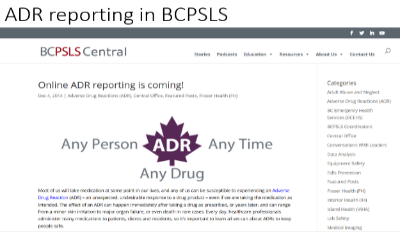 ADR reporting in BCPSLS
BCPSLS Central
Stories Podcasts Education Resources About Us Contact Us
Online ADR reporting is coming!
Dec 4, 2014 | Adverse Drug Reactions (ADR), Central Office, Featured Posts, Fraser Health (FH)
Any Person ADR Any Time
Any Drug
Most of us will take medication at some point in our lives, and any of us can be susceptible to experiencing an Adverse
Drug Reaction (ADR) – an unexpected, undesirable response to a drug product – even if we are taking the medication as
intended. The effect of an ADR can happen immediately after taking a drug as prescribed, or years later, and can range
from a minor skin irritation to major organ failure, or even death in rare cases. Every day, healthcare professionals
administer many medications to patients, clients and residents, so it's important to learn all we can about ADRs to keep
people safe.
Categories
Adult Abuse and Neglect
Adverse Drug Reactions (ADR)
BC Emergency Health
Services (BCEHS)
BCPSLS Coordinators
Central Office
Conversations With Leaders
Data Analysis
Equipment Safety
Falls Prevention
Featured Posts
Fraser Health (FH)
Interior Health (IH)
Island Health (VIHA)
Lab Safety
Medical Imaging